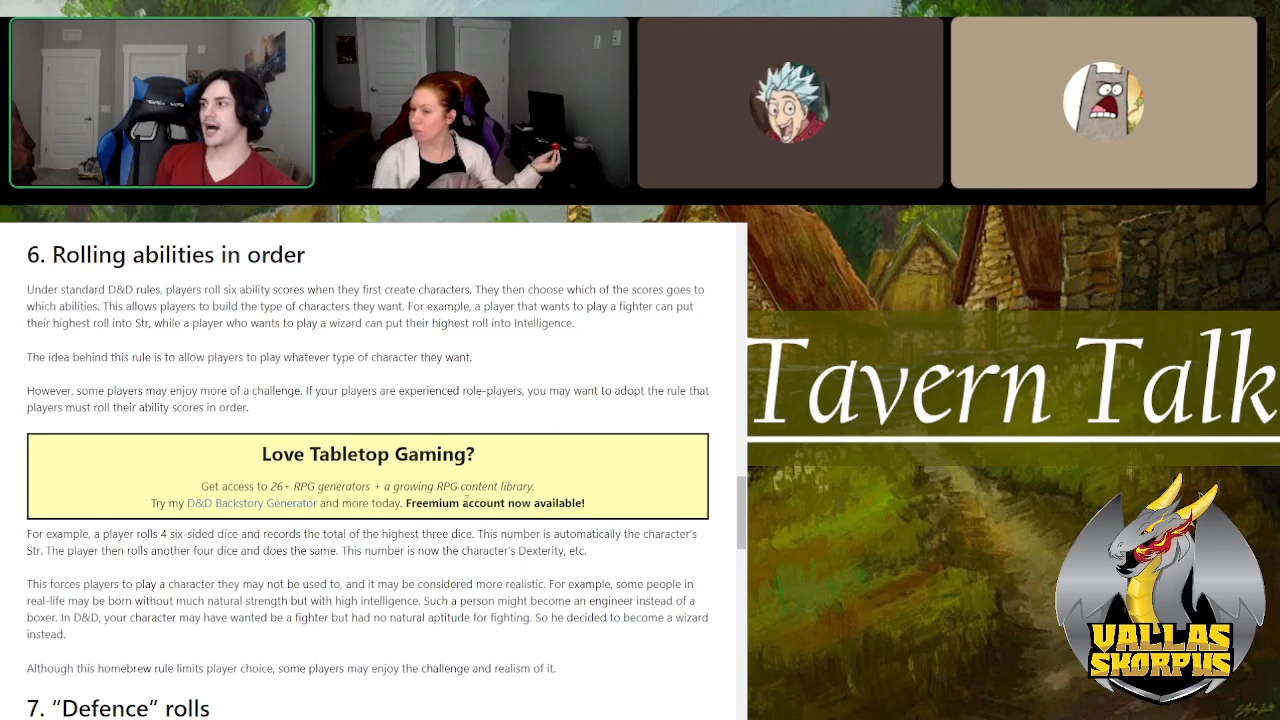 6. Rolling abilities in order
Under standard D&D rules, players roll six ability scores when they first create characters. They then choose which of the scores goes to
which abilities. This allows players to build the type of characters they want. For example, a player that wants to play a fighter can put
their highest roll into Str, while a player who wants to play a wizard can put their highest roll into Intelligence.
The idea behind this rule is to allow players to play whatever type of character they want.
However, some players may enjoy more of a challenge. If your players are experienced role-players, you may want to adopt the rule that
players must roll their ability scores in order.
Love Tabletop Gaming?
Get access to 26+ RPG generators + a growing RPG content library.
Try my D&D Backstory Generator and more today. Freemium account now available!
For example, a player rolls 4 six-sided dice and records the total of the highest three dice. This number is automatically the character's
Str. The player then rolls another four dice and does the same. This number is now the character's Dexterity, etc.
This forces players to play a character they may not be used to, and it may be considered more realistic. For example, some people in
real-life may be born without much natural strength but with high intelligence. Such a person might become an engineer instead of a
boxer. In D&D, your character may have wanted be a fighter but had no natural aptitude for fighting. So he decided to become a wizard
instead.
Although this homebrew rule limits player choice, some players may enjoy the challenge and realism of it.
7. “Defence” rolls
Tavern Talk
VALLAS
SKORPUS